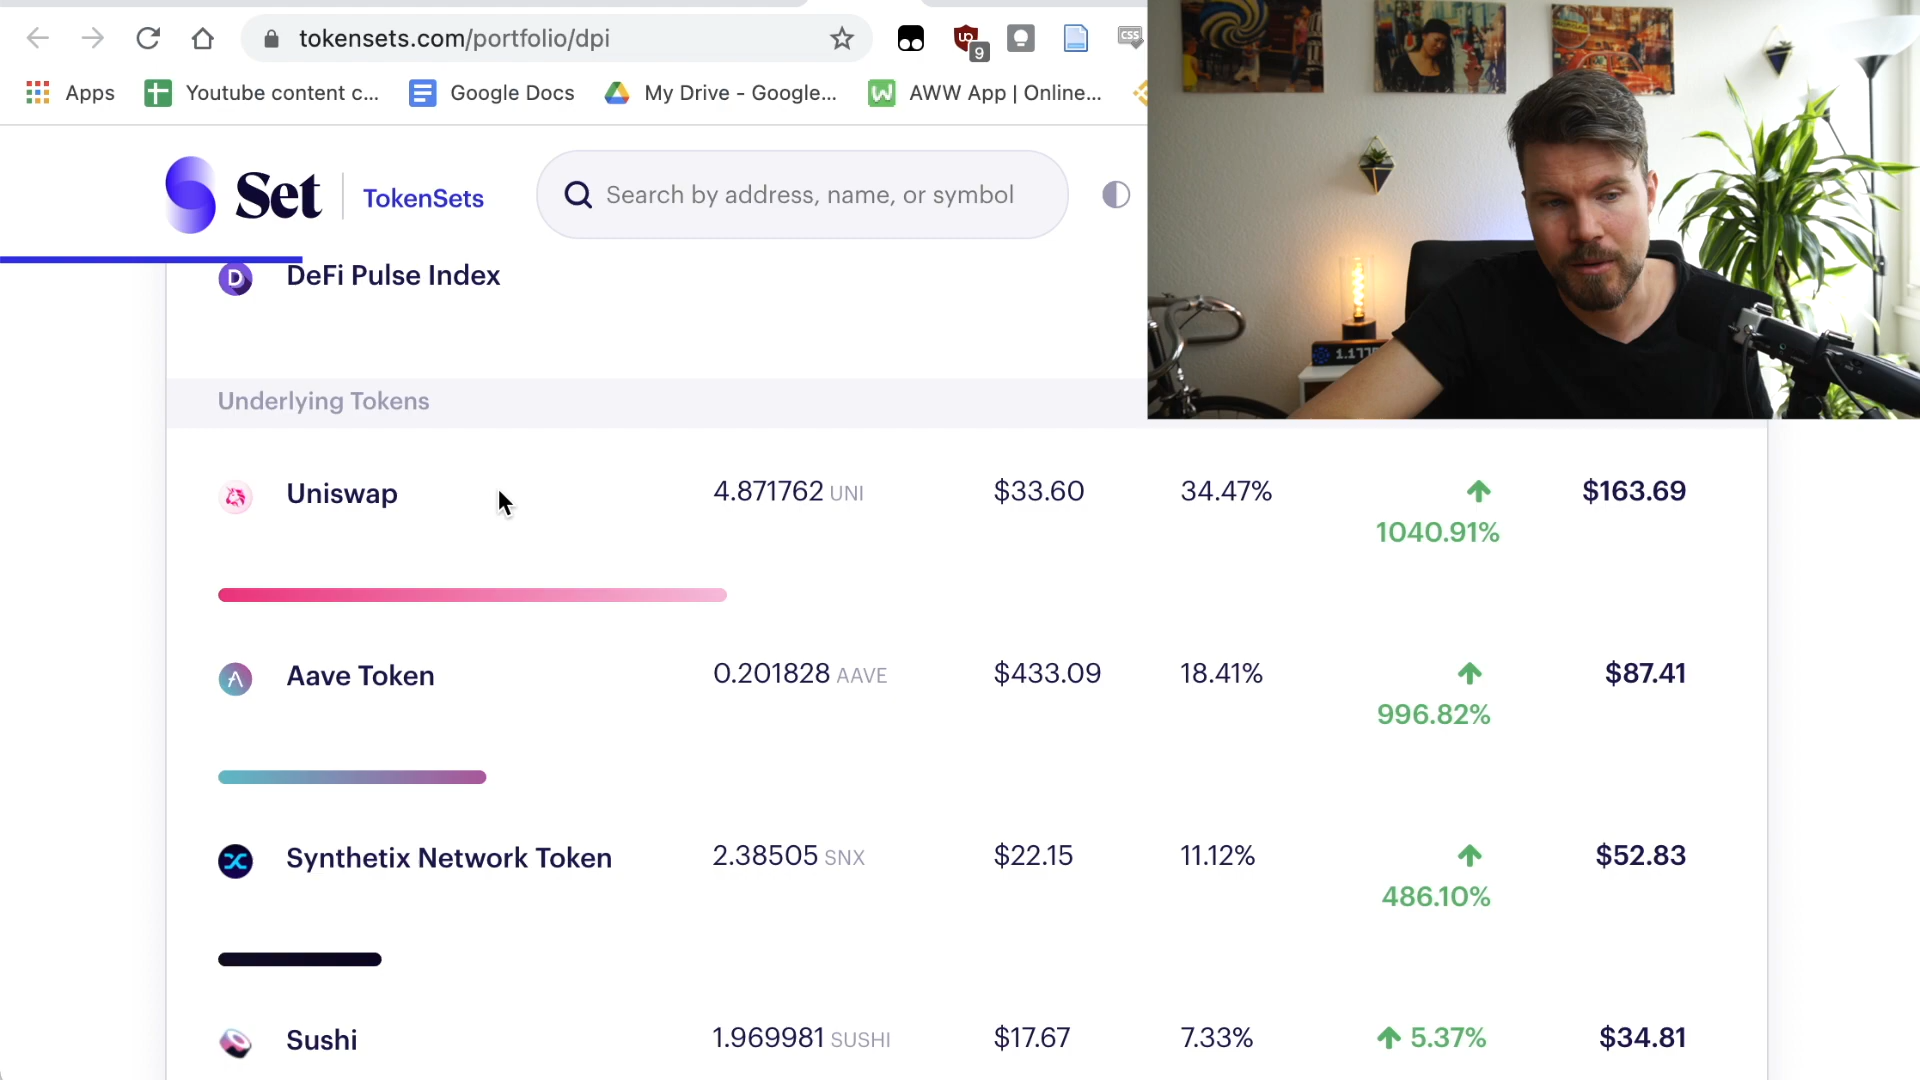 tokensets.com/portfolio/dpi
9
CSS
Apps
Youtube content c...
Google Docs
My Drive - Google...
AWW App | Online...
Set
TokenSets
Search by address, name, or symbol
DeFi Pulse Index
Underlying Tokens
Uniswap 4.871762 UNI $33.60 34.47% $163.69
1040.91%
Aave Token 0.201828 AAVE $433.09 18.41% $87.41
996.82%
Synthetix Network Token 2.38505 SNX $22.15 11.12% $52.83
486.10%
Sushi 1.969981 SUSHI $17.67 7.33% 5.37% $34.81